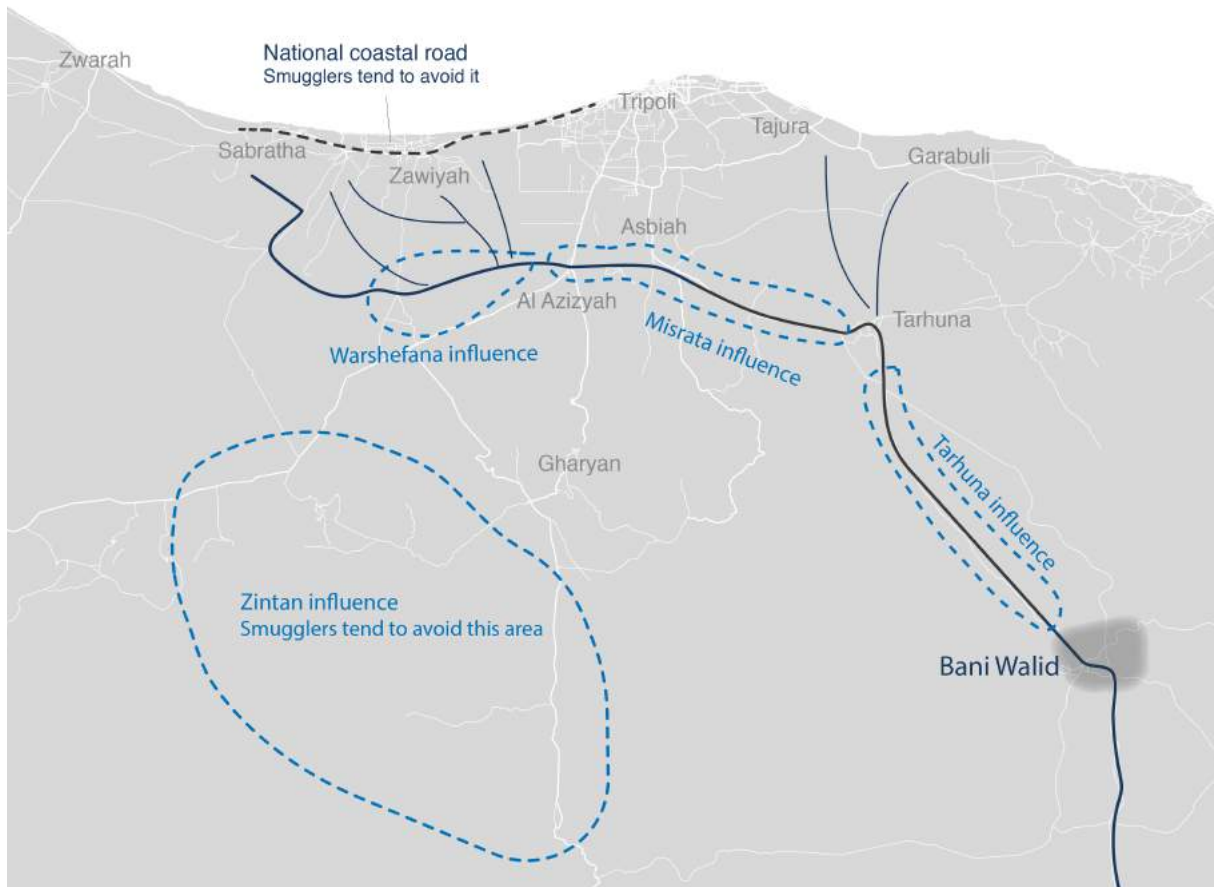 Zwarah
National coastal road
Smugglers tend to avoid it
Tripoli
Tajura
Sabratha
Zawiyah
Garabuli
Asbiah
Al Azizyah
Tarhuna
Warshefana influence
Misrata influence
Gharyan
Tarhuna influence
Zintan influence
Smugglers tend to avoid this area
Bani Walid